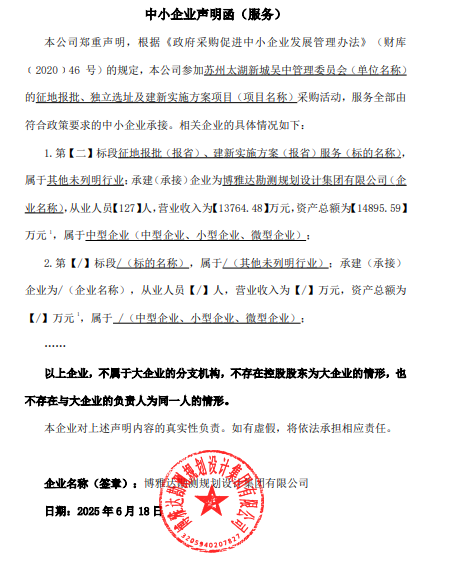 中小企业声明函（服务）
本公司郑重声明，根据《政府采购促进中小企业发展管理办法》（财库
﹝2020﹞46 号）的规定，本公司参加苏州太湖新城吴中管理委员会（单位名称）
的征地报批、独立选址及建新实施方案项目（项目名称）采购活动，服务全部由
符合政策要求的中小企业承接。相关企业的具体情况如下：
1.第【二】标段征地报批（报省）、建新实施方案（报省）服务（标的名称），
属于其他未列明行业；承建（承接）企业为博雅达勘测规划设计集团有限公司（企
业名称），从业人员【127】人，营业收入为【13764.48】万元，资产总额为【14895.59】
万元¹，属于中型企业（中型企业、小型企业、微型企业）；
2.第【/】标段/（标的名称），属于/（其他未列明行业）；承建（承接）
企业为/（企业名称），从业人员【/】人，营业收入为【/】万元，资产总额为
【/】万元¹，属于 /（中型企业、小型企业、微型企业）；
……
以上企业，不属于大企业的分支机构，不存在控股股东为大企业的情形，也
不存在与大企业的负责人为同一人的情形。
本企业对上述声明内容的真实性负责。如有虚假，将依法承担相应责任。
企业名称（签章）：博雅达勘测规划设计集团有限公司
日期：2025 年 6 月 18 日
博雅达勘测规划设计集团有限公司
3205940207827